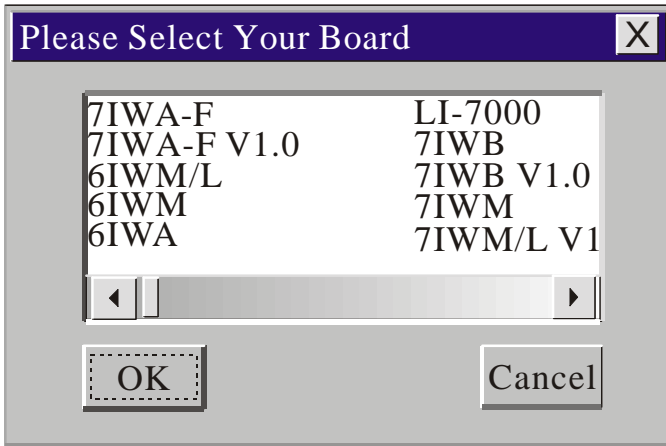 Please Select Your Board X
7IWA-F
7IWA-F V1.0
6IWM/L
6IWM
6IWA
LI-7000
7IWB
7IWB V1.0
7IWM
7IWM/L V1
OK
Cancel